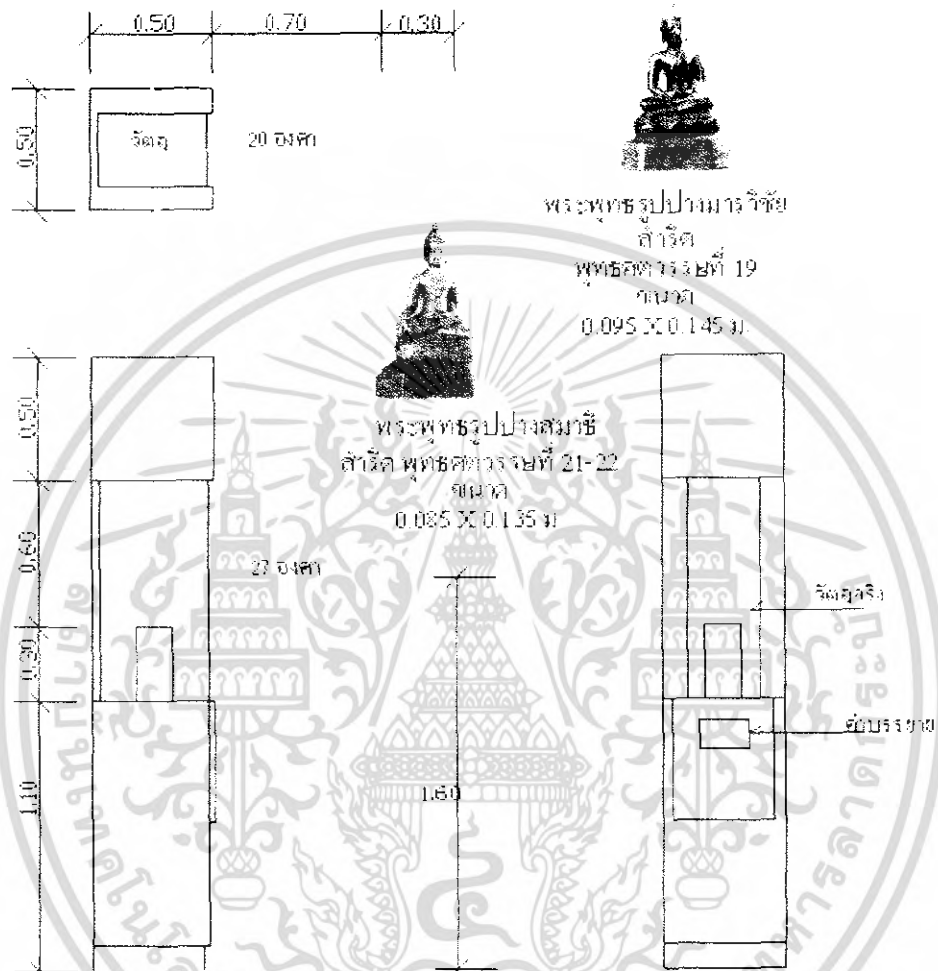 0.50 0.70 0.30
0.50
วัตถุ
20 องศา
พระพุทธรูปปางมารวิชัย
สำริด
พุทธศตวรรษที่ 19
ขนาด
0.095 X 0.145 ม.
พระพุทธรูปปางสมาธิ
สำริด พุทธศตวรรษที่ 21-22
ขนาด
0.085 X 0.135 ม
0.50
0.60
0.30
1.10
27 องศา
1.60
วัตถุจริง
คำบรรยาย